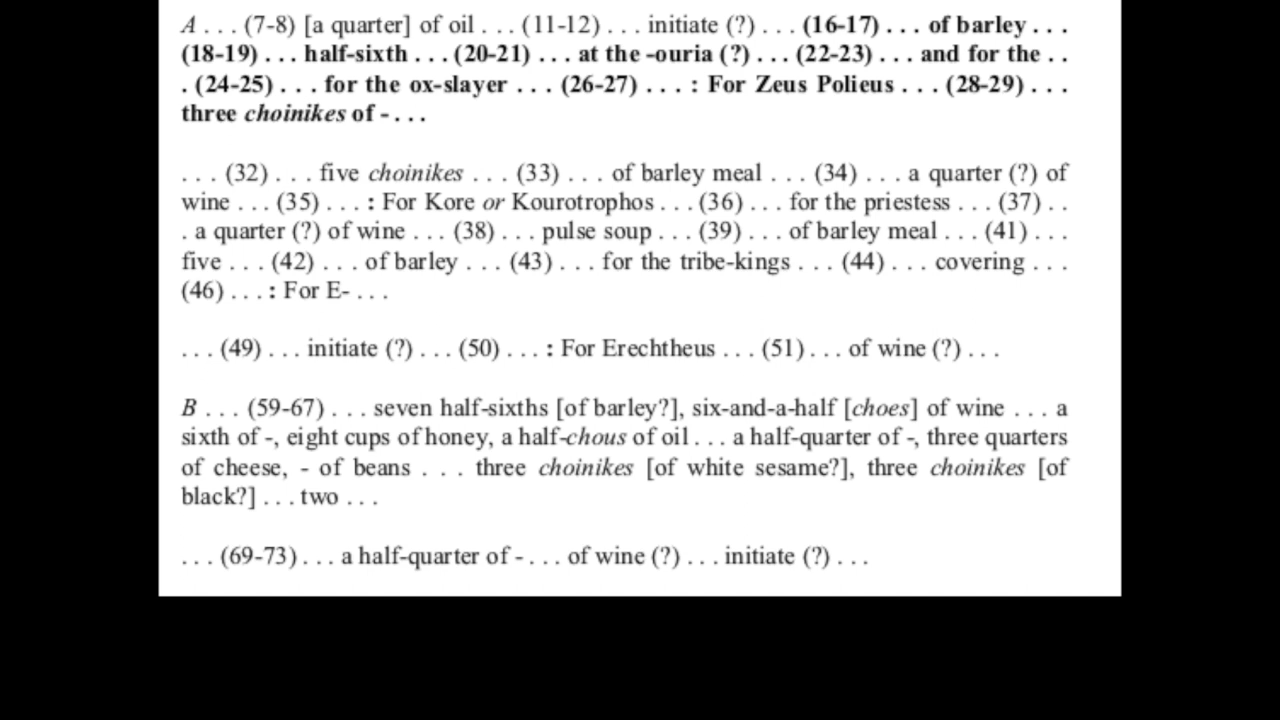 A . . . (7-8) [a quarter] of oil . . . (11-12) . . . initiate (?) . . . (16-17) . . . of barley . . .
(18-19) . . . half-sixth . . . (20-21) . . . at the -ouria (?) . . . (22-23) . . . and for the . .
. (24-25) . . . for the ox-slayer . . . (26-27) . . . : For Zeus Polieus . . . (28-29) . . .
three choinikes of - . . .
. . . (32) . . . five choinikes . . . (33) . . . of barley meal . . . (34) . . . a quarter (?) of
wine . . . (35) . . . : For Kore or Kourotrophos . . . (36) . . . for the priestess . . . (37) . .
. a quarter (?) of wine . . . (38) . . . pulse soup . . . (39) . . . of barley meal . . . (41) . . .
five . . . (42) . . . of barley . . . (43) . . . for the tribe-kings . . . (44) . . . covering . . .
(46) . . . : For E- . . .
. . . (49) . . . initiate (?) . . . (50) . . . : For Erechtheus . . . (51) . . . of wine (?) . . .
B . . . (59-67) . . . seven half-sixths [of barley?], six-and-a-half [choes] of wine . . . a
sixth of -, eight cups of honey, a half-chous of oil . . . a half-quarter of -, three quarters
of cheese, - of beans . . . three choinikes [of white sesame?], three choinikes [of
black?] . . . two . . .
. . . (69-73) . . . a half-quarter of - . . . of wine (?) . . . initiate (?) . . .